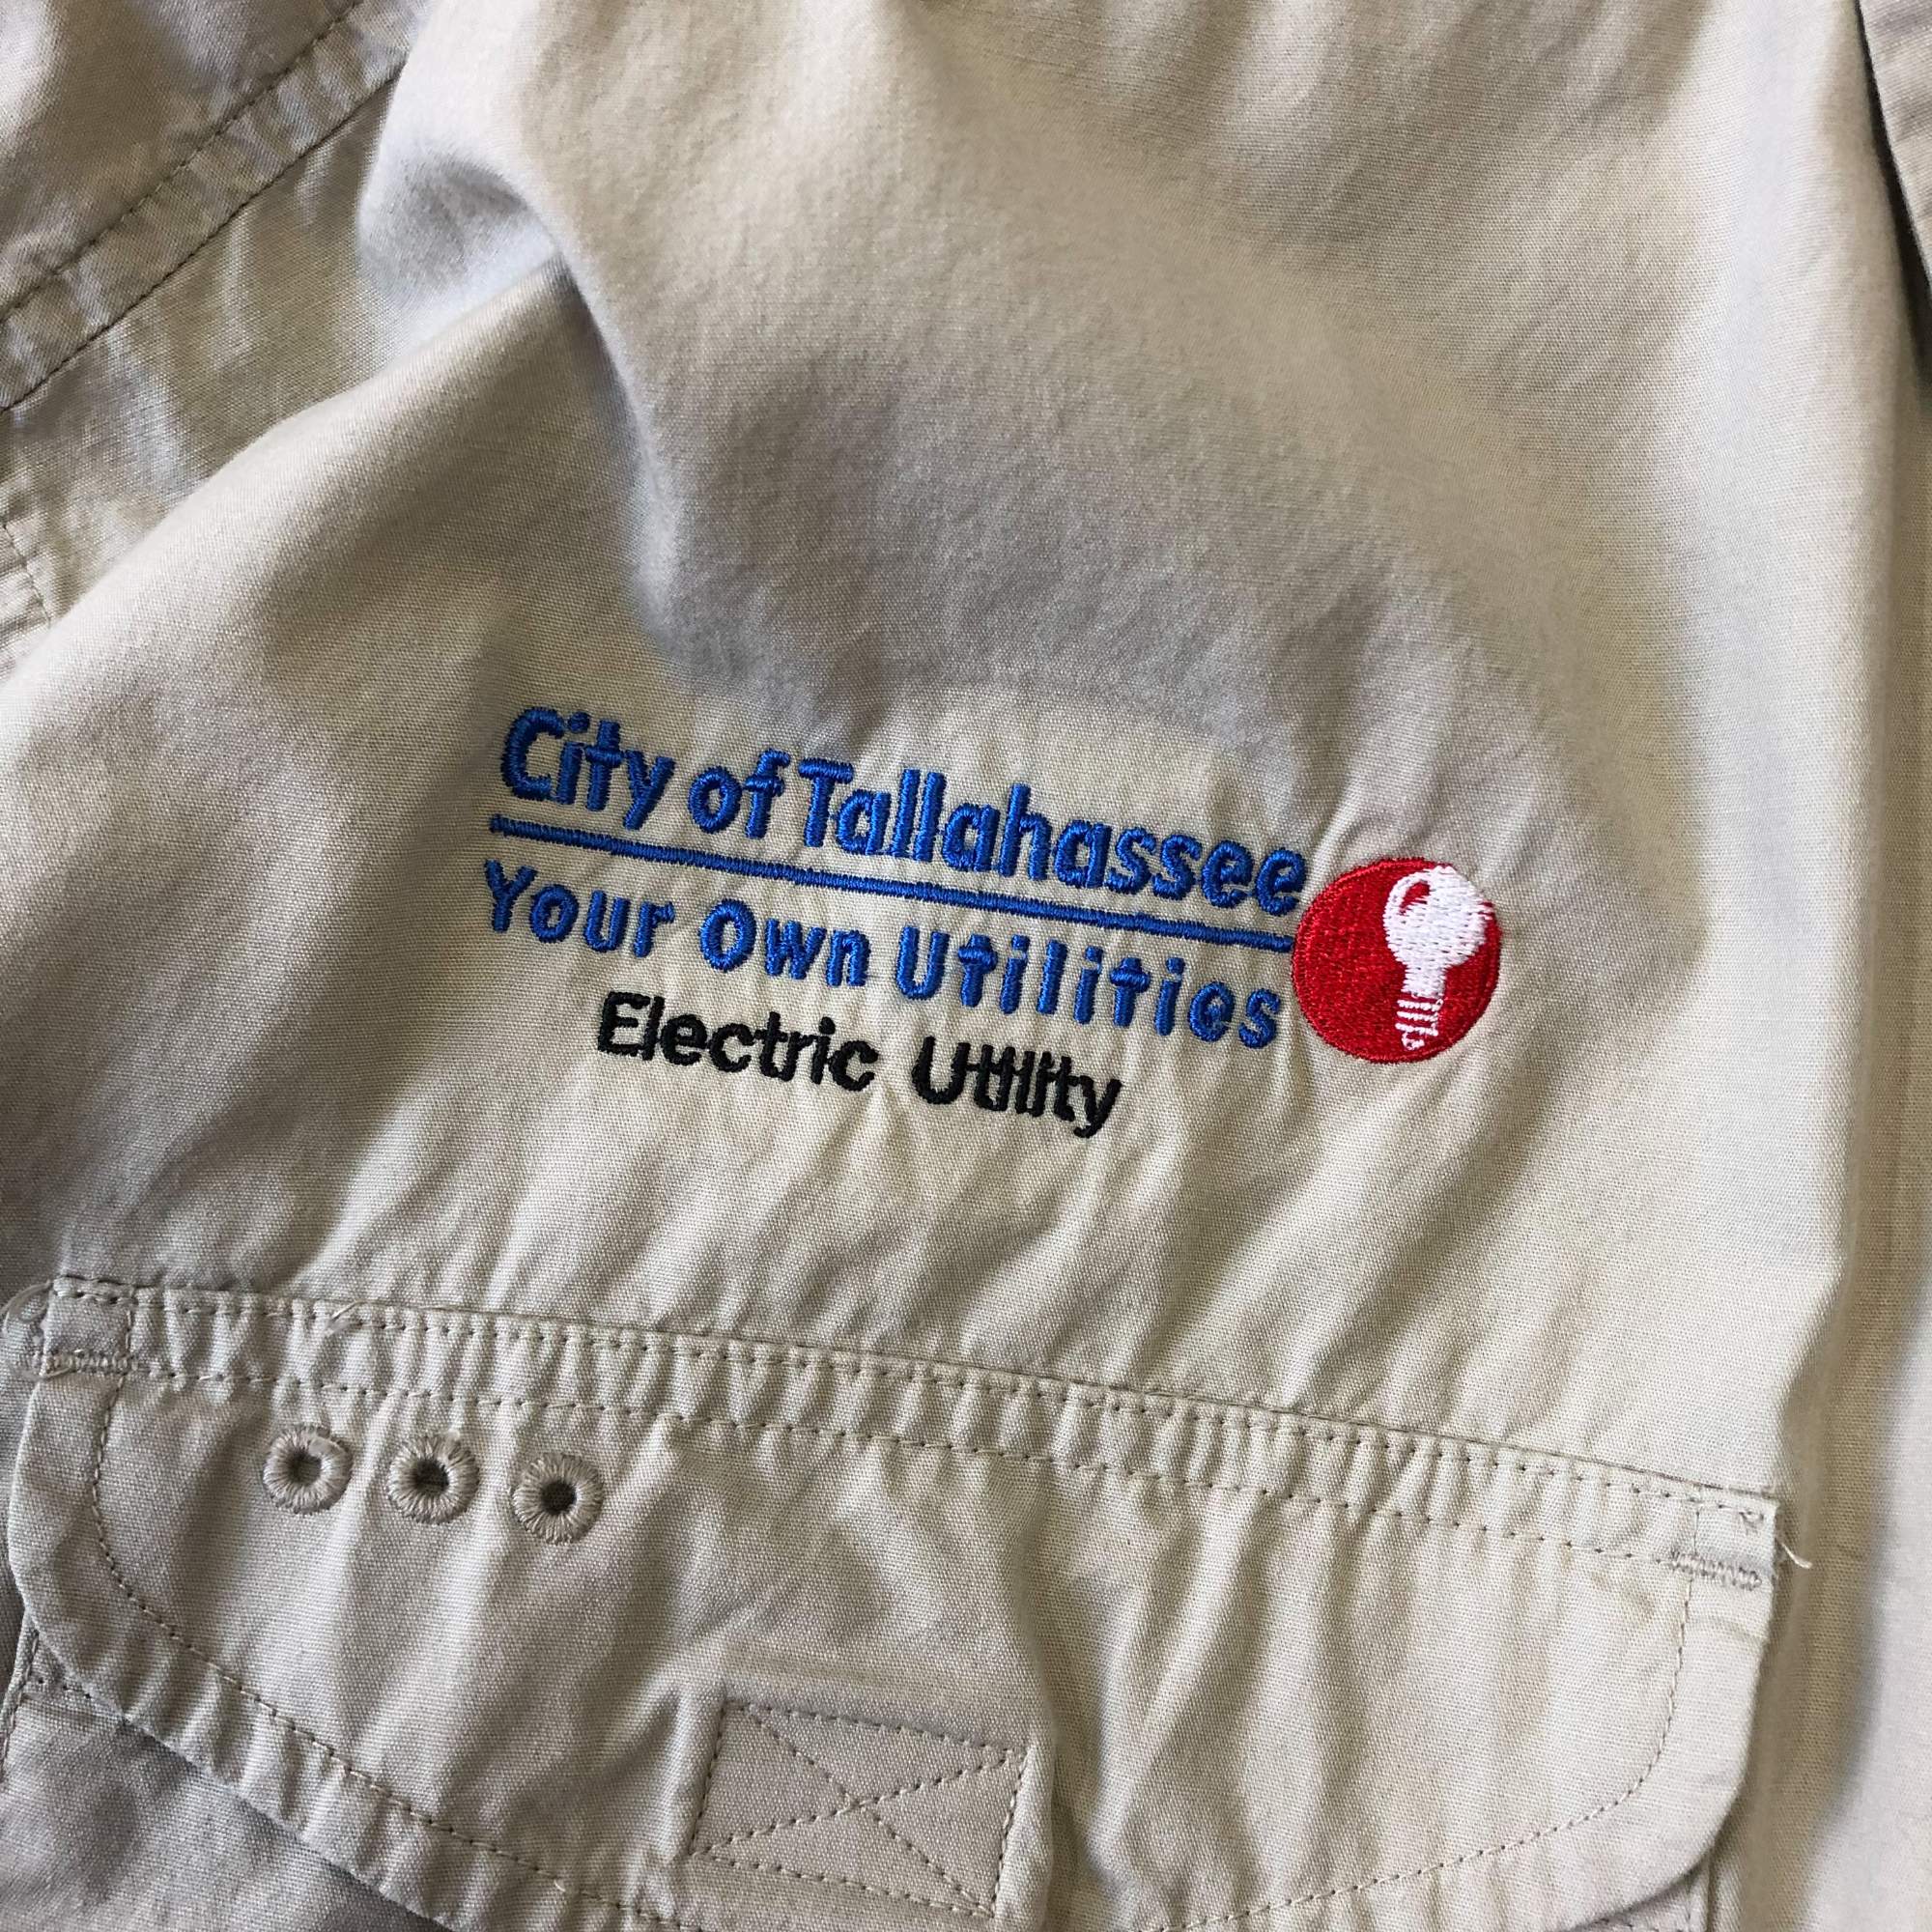 City of Tallahassee
Your Own Utilities
Electric Utility